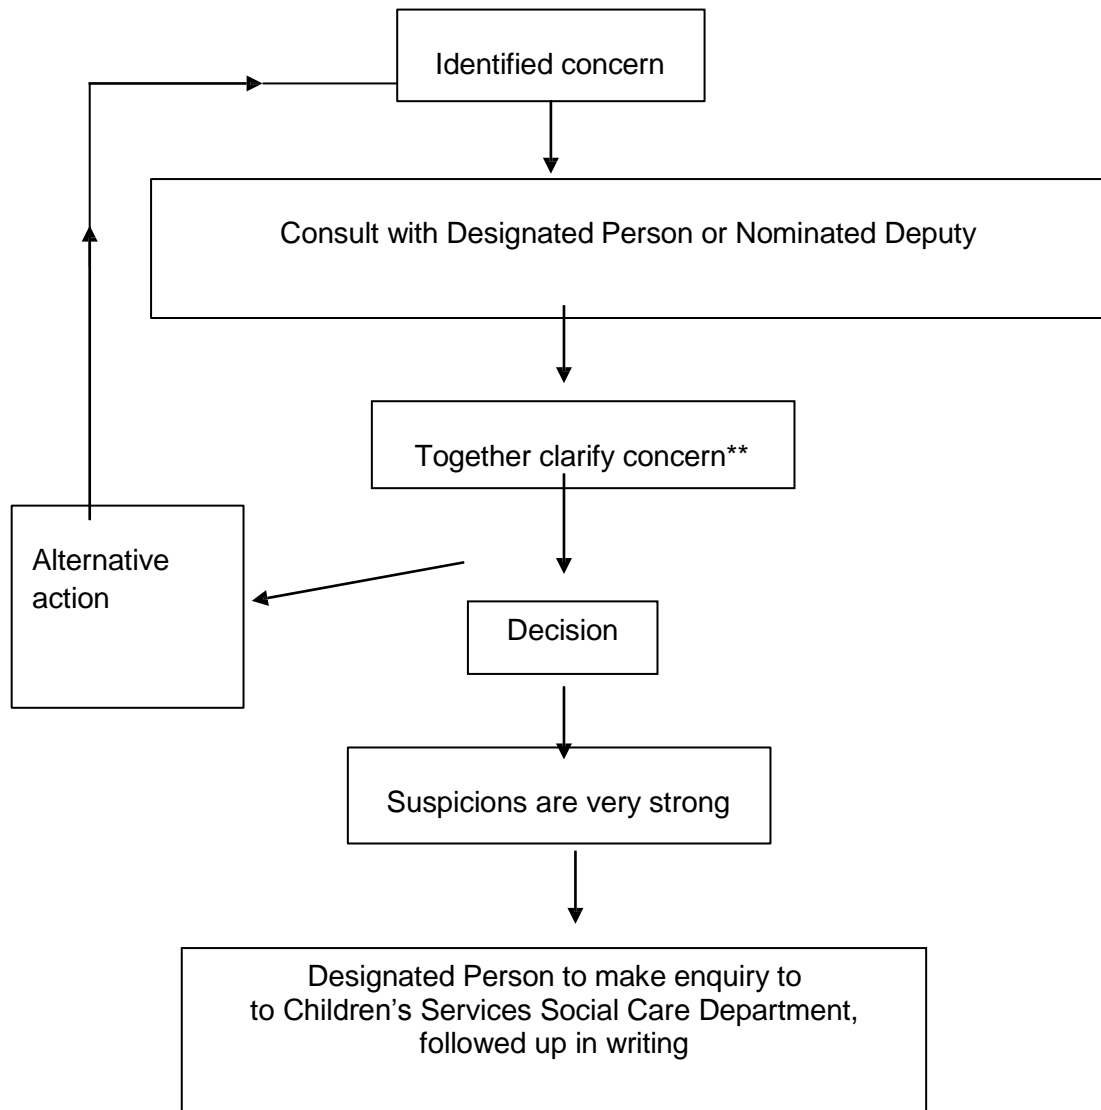 Identified concern
Consult with Designated Person or Nominated Deputy
Together clarify concern**
Alternative
action
Decision
Suspicions are very strong
Designated Person to make enquiry to
to Children’s Services Social Care Department,
followed up in writing